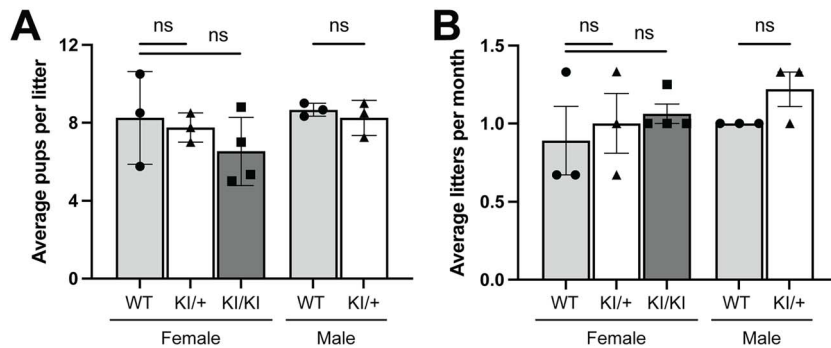 A
Average pups per litter
12
8
4
0
ns
ns
ns
WT
KI/+
KI/KI
WT
KI/+
Female
Male
B
Average litters per month
1.5
1.0
0.5
0.0
ns
ns
ns
WT
KI/+
KI/KI
WT
KI/+
Female
Male